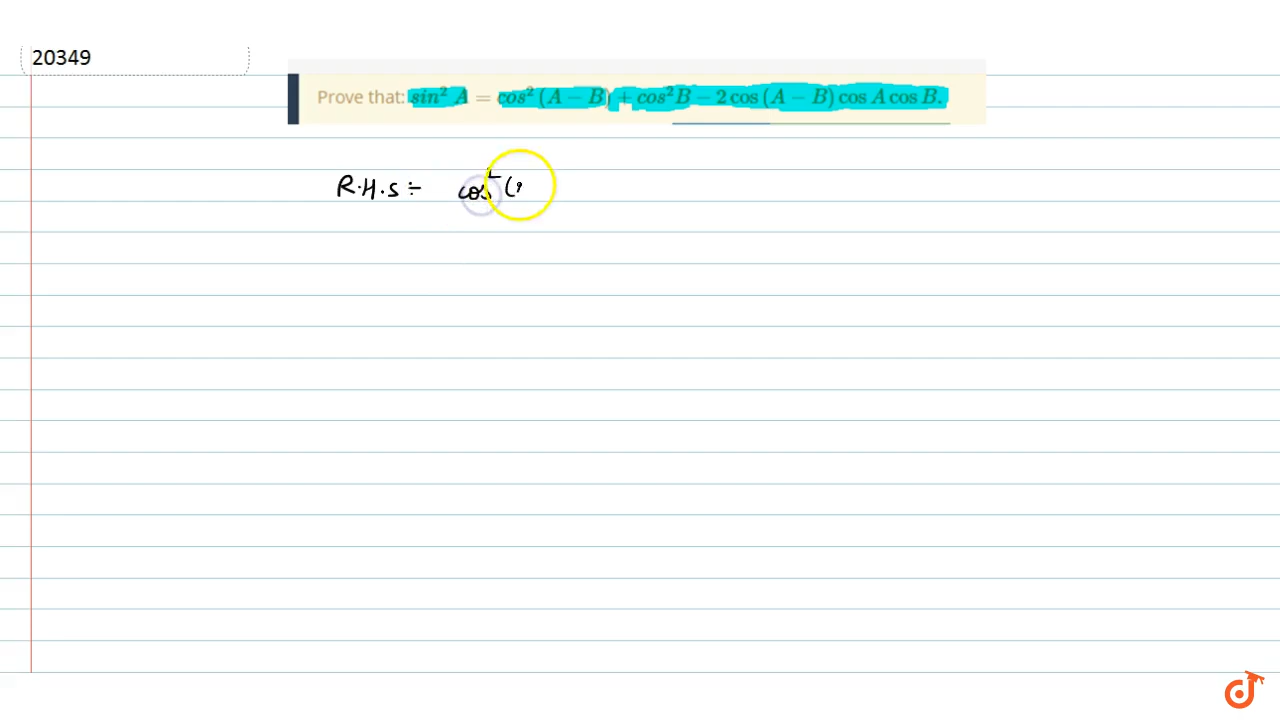 20349
Prove that: sin² A = cos² (A − B) + cos²B − 2 cos (A − B) cos A cos B.
R.H.S ÷ cos² (